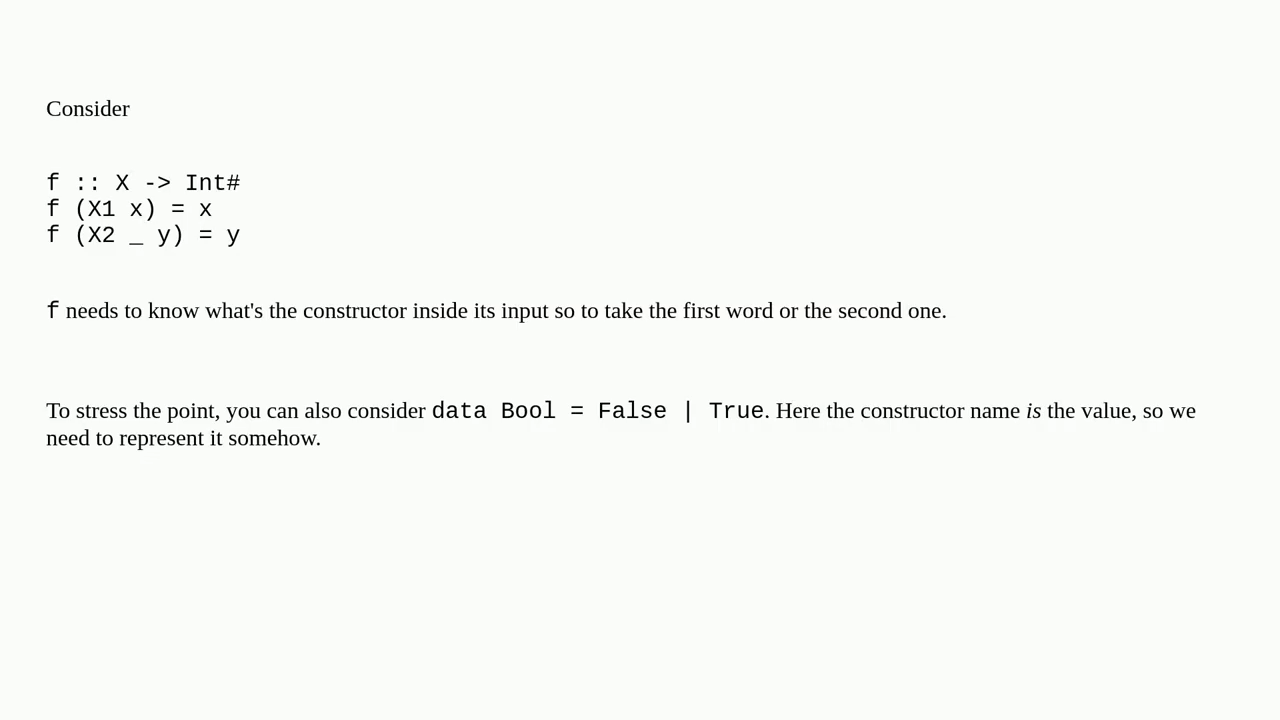 Consider
f :: X -> Int#
f (X1 x) = x
f (X2 _ y) = y
f needs to know what's the constructor inside its input so to take the first word or the second one.
To stress the point, you can also consider data Bool = False | True. Here the constructor name is the value, so we
need to represent it somehow.